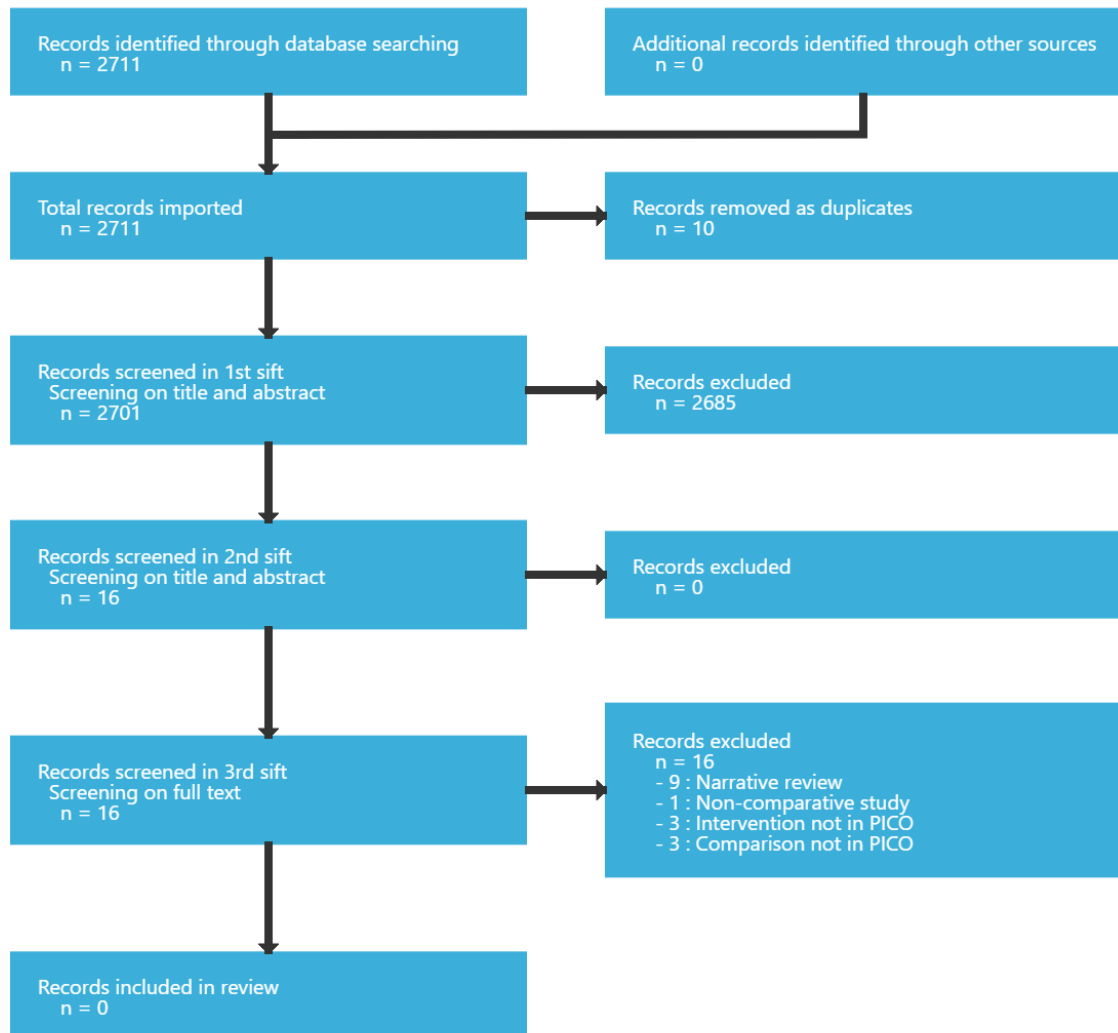 Records identified through database searching
n = 2711
Additional records identified through other sources
n = 0
Total records imported
n = 2711
Records removed as duplicates
n = 10
Records screened in 1st sift
Screening on title and abstract
n = 2701
Records excluded
n = 2685
Records screened in 2nd sift
Screening on title and abstract
n = 16
Records excluded
n = 0
Records screened in 3rd sift
Screening on full text
n = 16
Records excluded
n = 16
- 9 : Narrative review
- 1 : Non-comparative study
- 3 : Intervention not in PICO
- 3 : Comparison not in PICO
Records included in review
n = 0